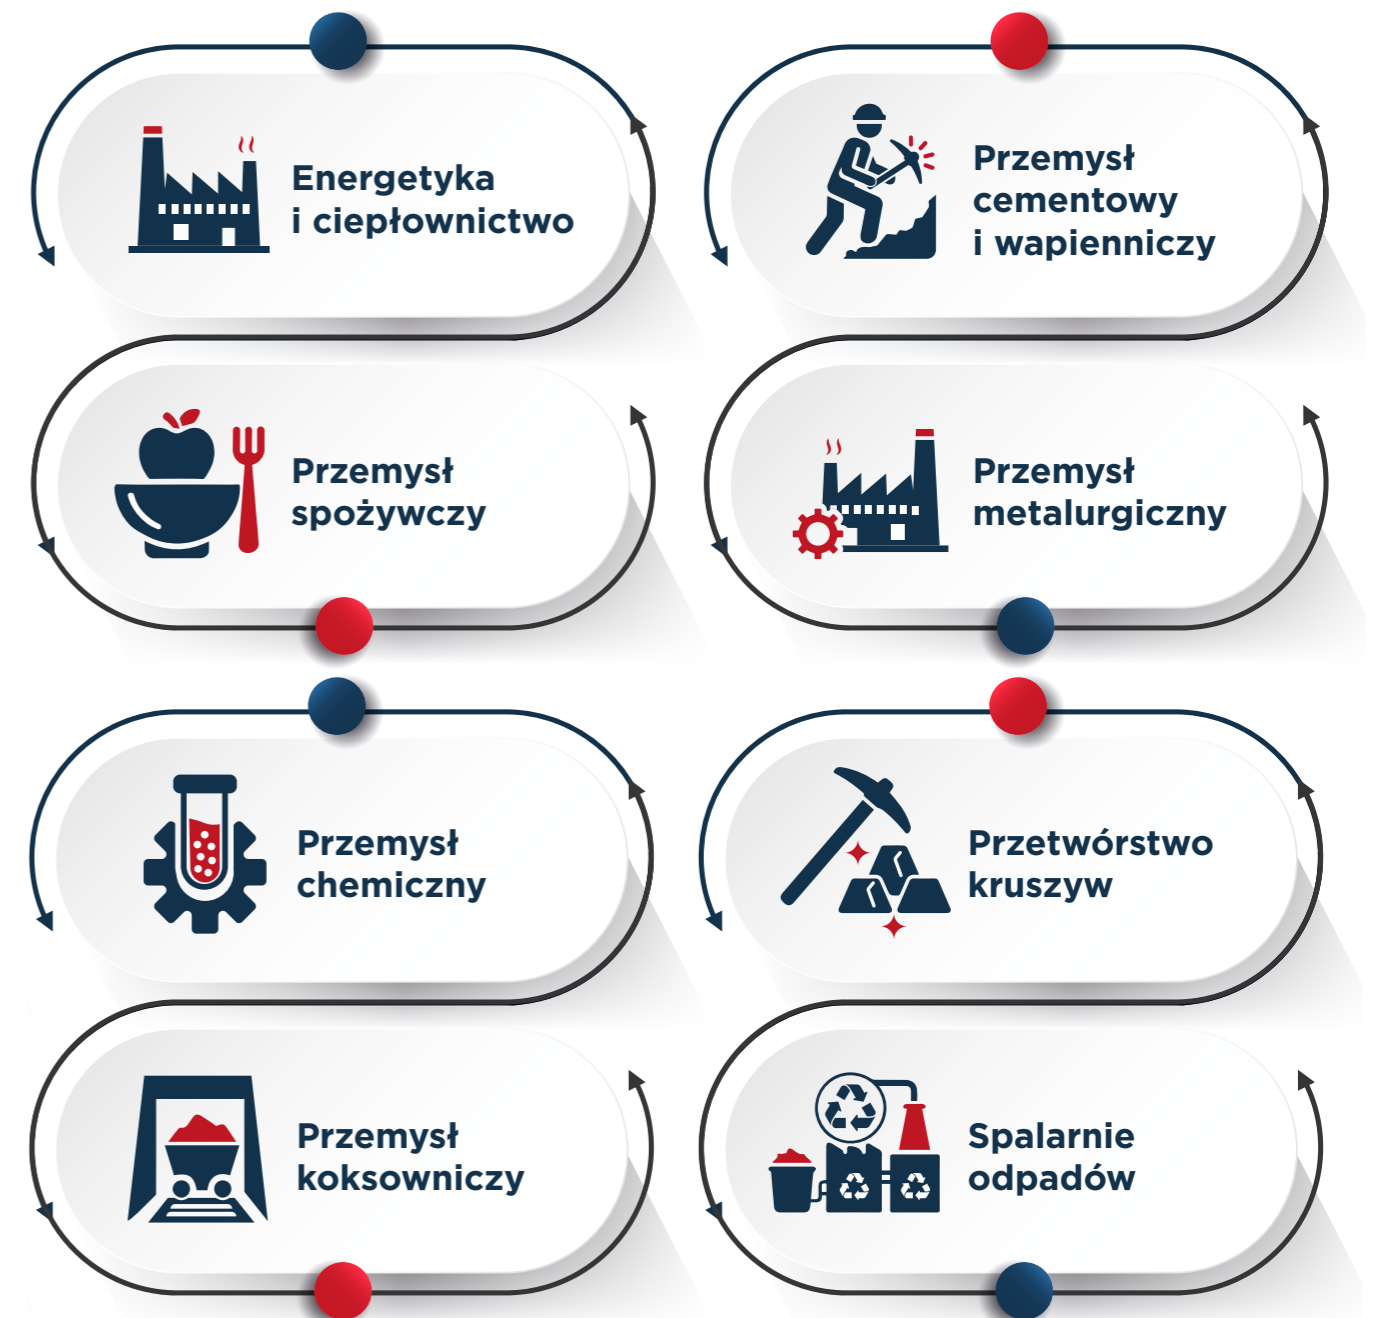 Energetyka
i ciepłownictwo
Przemysł
cementowy
i wapienniczy
Przemysł
spożywczy
Przemysł
metalurgiczny
Przemysł
chemiczny
Przetwórstwo
kruszyw
Przemysł
koksowniczy
Spalarnie
odpadów